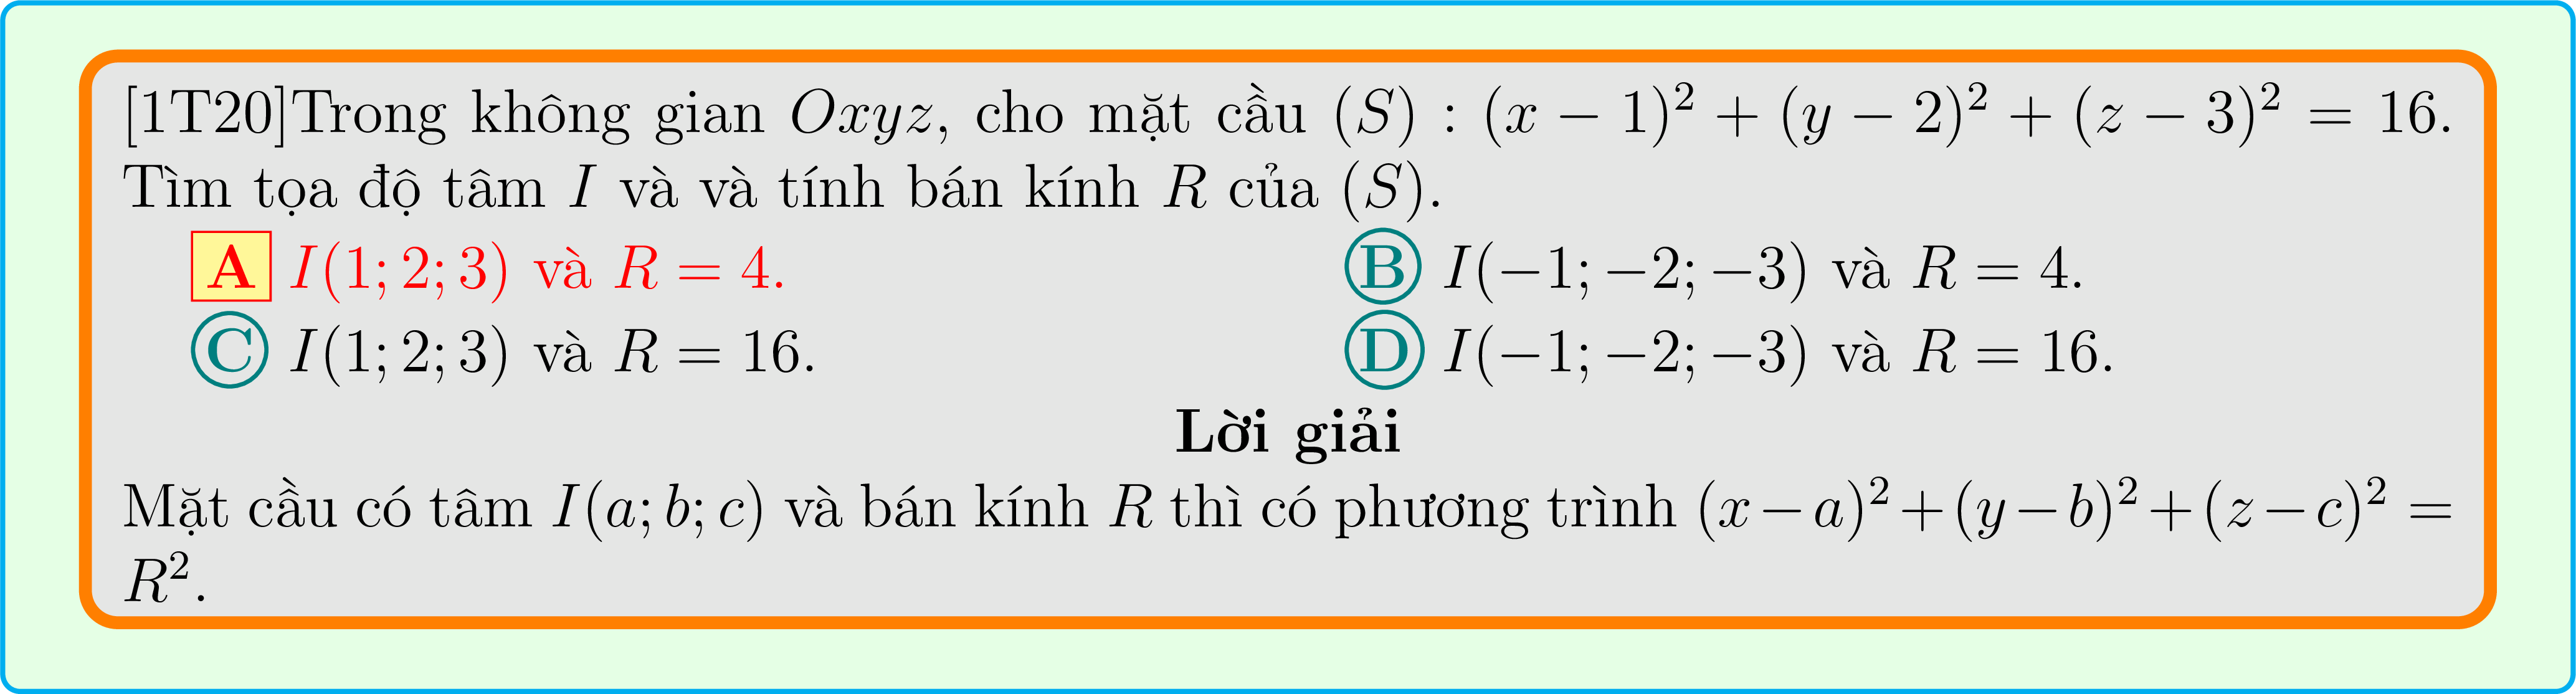 [1T20]Trong không gian Oxyz, cho mặt cầu (S) : (x − 1)² + (y − 2)² + (z − 3)² = 16.
Tìm tọa độ tâm I và và tính bán kính R của (S).
A I(1; 2; 3) và R = 4. B I(−1; −2; −3) và R = 4.
C I(1; 2; 3) và R = 16. D I(−1; −2; −3) và R = 16.
Lời giải
Mặt cầu có tâm I(a; b; c) và bán kính R thì có phương trình (x − a)² + (y − b)² + (z − c)² =
R².